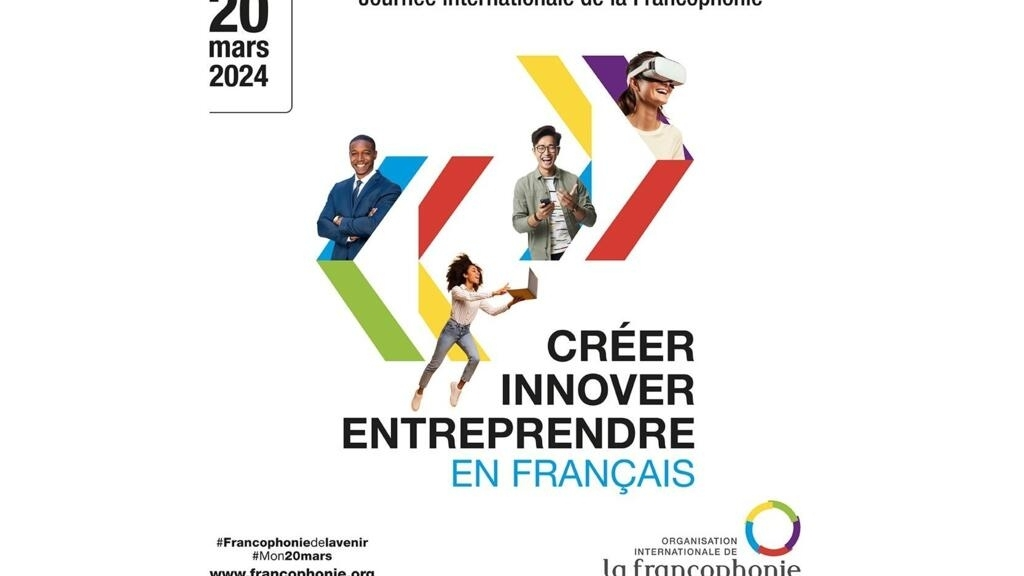 20
mars
2024
Journée internationale de la Francophonie
CRÉER
INNOVER
ENTREPRENDRE
EN FRANÇAIS
#Francophoniedelavenir
#Mon20mars
www.francophonie.org
ORGANISATION
INTERNATIONALE DE
la francophonie